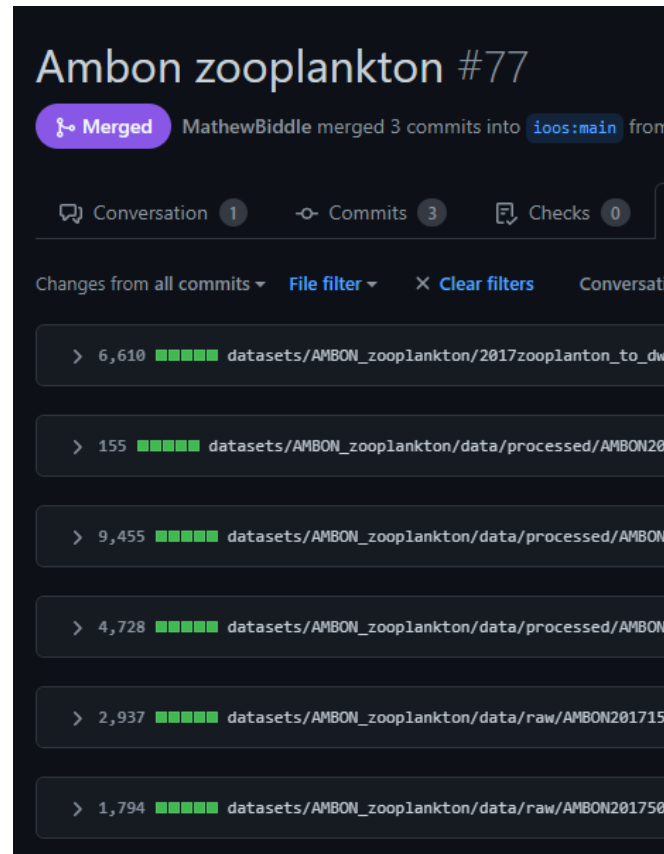 Ambon zooplankton #77
Merged MathewBiddle merged 3 commits into ioos:main from
Conversation 1 Commits 3 Checks 0
Changes from all commits File filter Clear filters Conversati
6,610 datasets/AMBON_zooplankton/2017zooplanton_to_dw
155 datasets/AMBON_zooplankton/data/processed/AMBON20
9,455 datasets/AMBON_zooplankton/data/processed/AMBON
4,728 datasets/AMBON_zooplankton/data/processed/AMBON
2,937 datasets/AMBON_zooplankton/data/raw/AMBON201715
1,794 datasets/AMBON_zooplankton/data/raw/AMBON201750